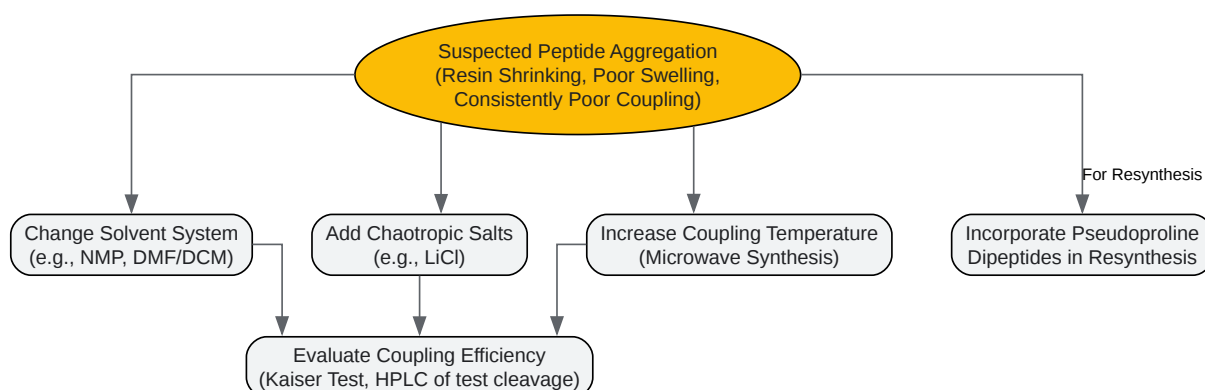 Suspected Peptide Aggregation
(Resin Shrinking, Poor Swelling,
Consistently Poor Coupling)
For Resynthesis
Change Solvent System
(e.g., NMP, DMF/DCM)
Add Chaotropic Salts
(e.g., LiCl)
Increase Coupling Temperature
(Microwave Synthesis)
Incorporate Pseudoproline
Dipeptides in Resynthesis
Evaluate Coupling Efficiency
(Kaiser Test, HPLC of test cleavage)